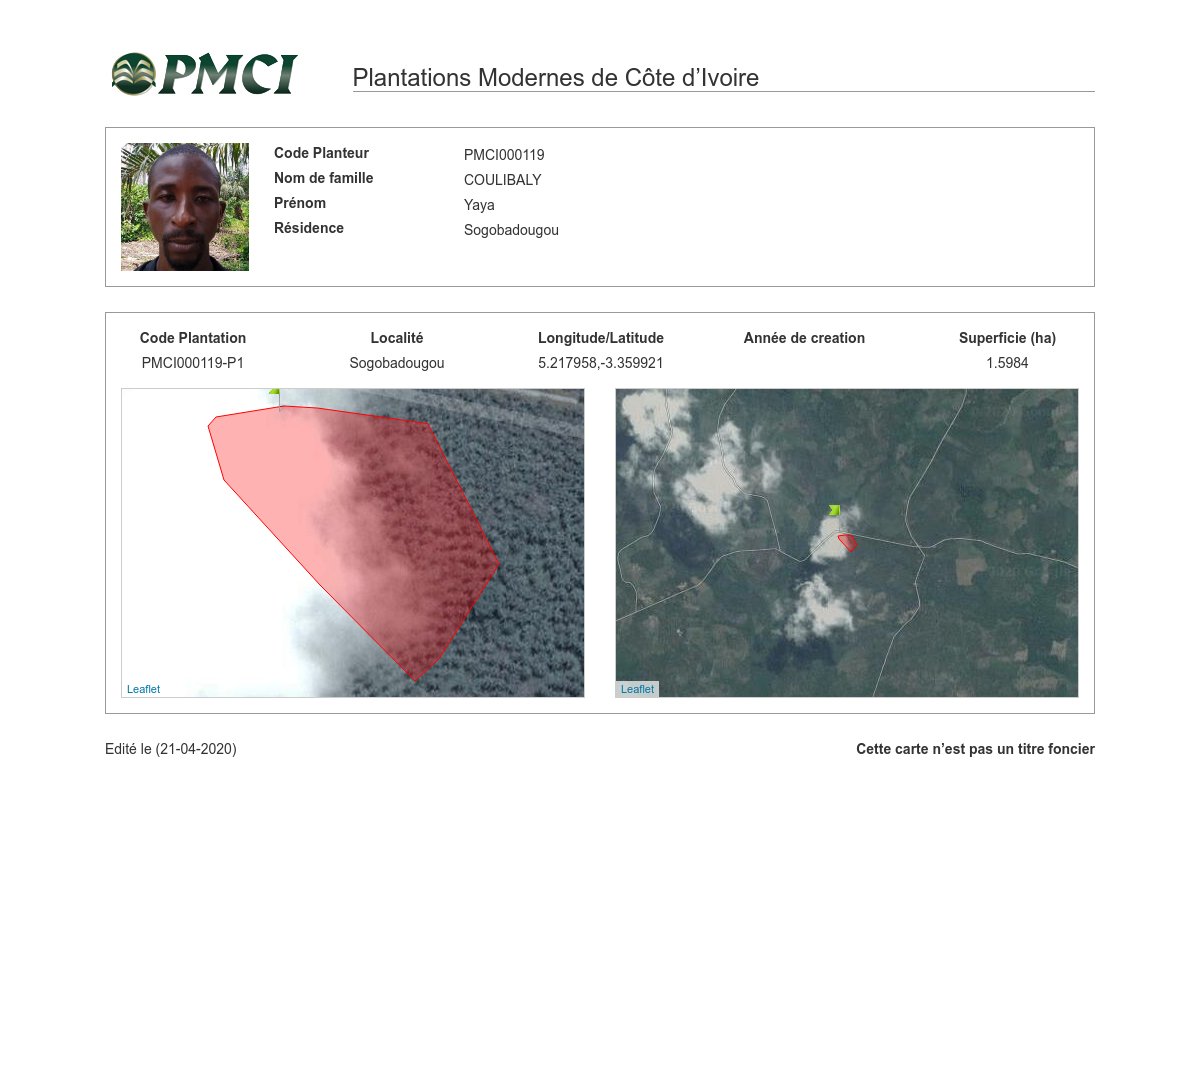 PMCI
Plantations Modernes de Côte d’Ivoire
Code Planteur PMCI000119
Nom de famille COULIBALY
Prénom Yaya
Résidence Sogobadougou
Code Plantation Localité Longitude/Latitude Année de creation Superficie (ha)
PMCI000119-P1 Sogobadougou 5.217958,-3.359921 1.5984
Leaflet Leaflet
Edité le (21-04-2020) Cette carte n’est pas un titre foncier